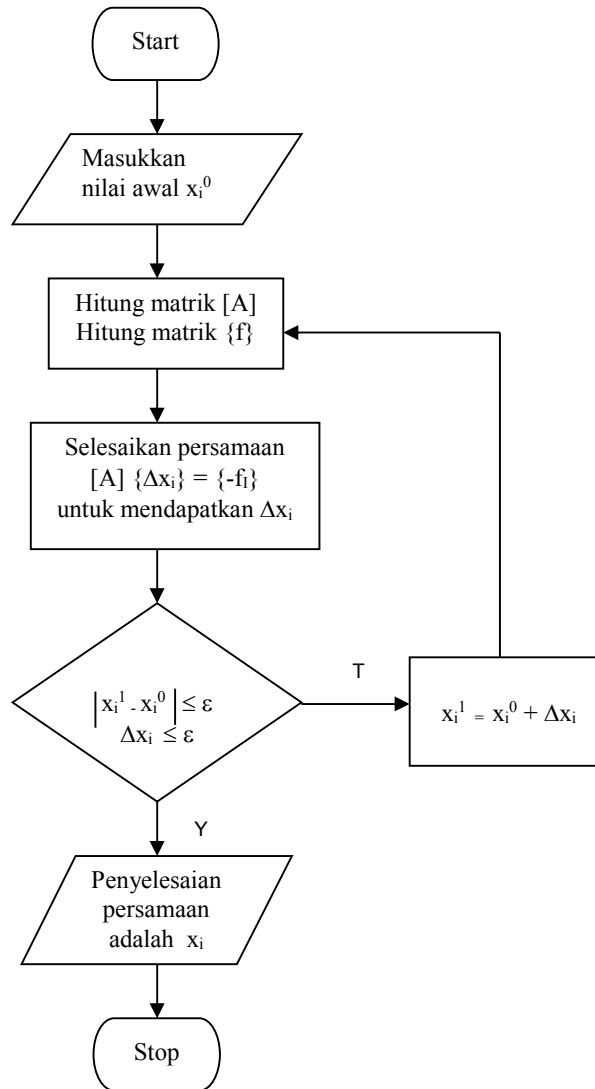 Start
Masukkan
nilai awal xᵢ⁰
Hitung matrik [A]
Hitung matrik {f}
Selesaikan persamaan
[A] {Δxᵢ} = {-f_I}
untuk mendapatkan Δxᵢ
|xᵢ¹ - xᵢ⁰| ≤ ε
Δxᵢ ≤ ε
T
xᵢ¹ = xᵢ⁰ + Δxᵢ
Y
Penyelesaian
persamaan
adalah xᵢ
Stop